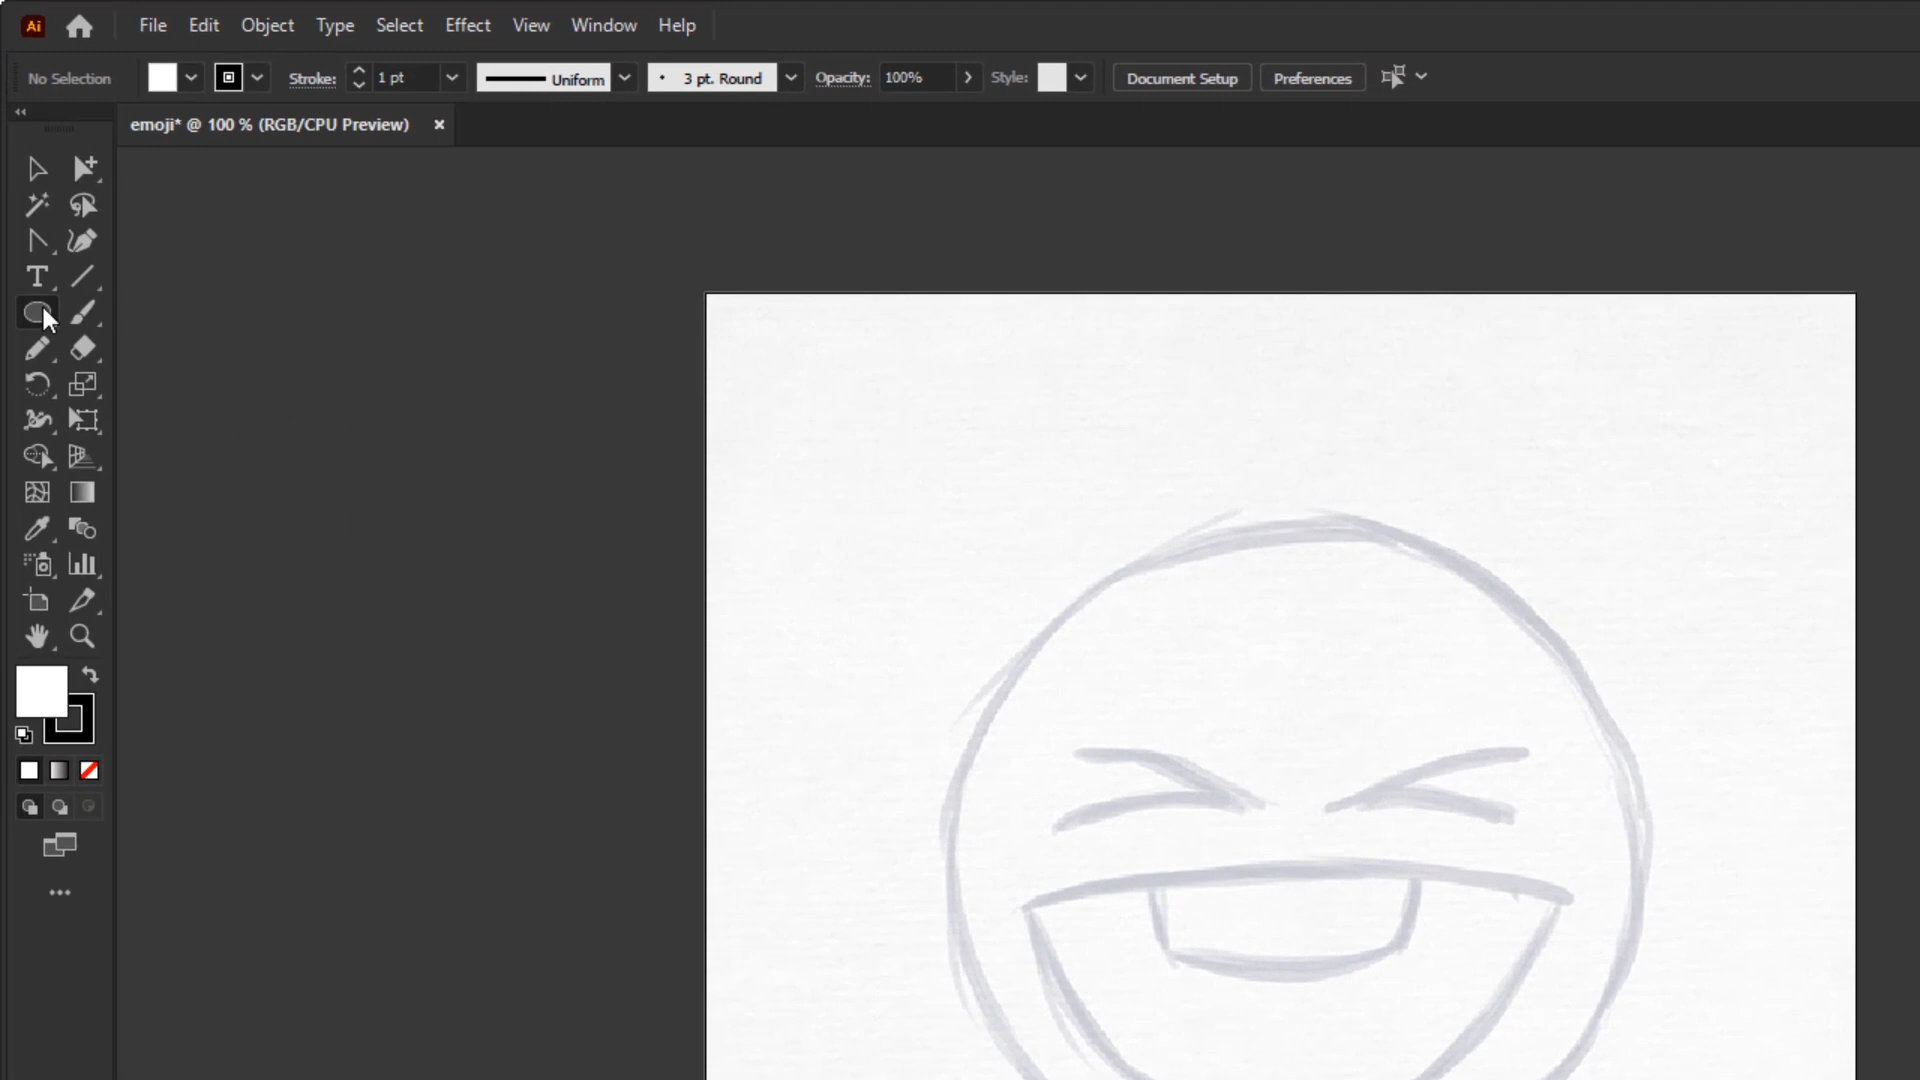 Ai File Edit Object Type Select Effect View Window Help
No Selection Stroke: 1 pt Uniform 3 pt. Round Opacity: 100% Style: Document Setup Preferences
emoji* @ 100 % (RGB/CPU Preview)